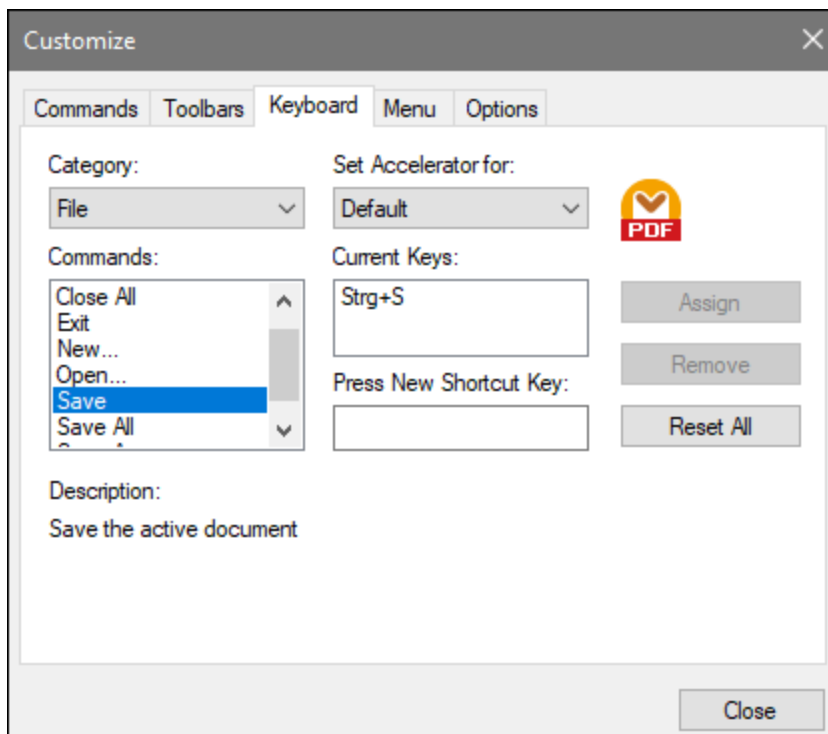 Customize
Commands Toolbars Keyboard Menu Options
Category: Set Accelerator for:
File Default
PDF
Commands: Current Keys:
Close All Strg+S
Exit
New...
Open...
Save
Save All
Press New Shortcut Key:
Assign
Remove
Reset All
Description:
Save the active document
Close